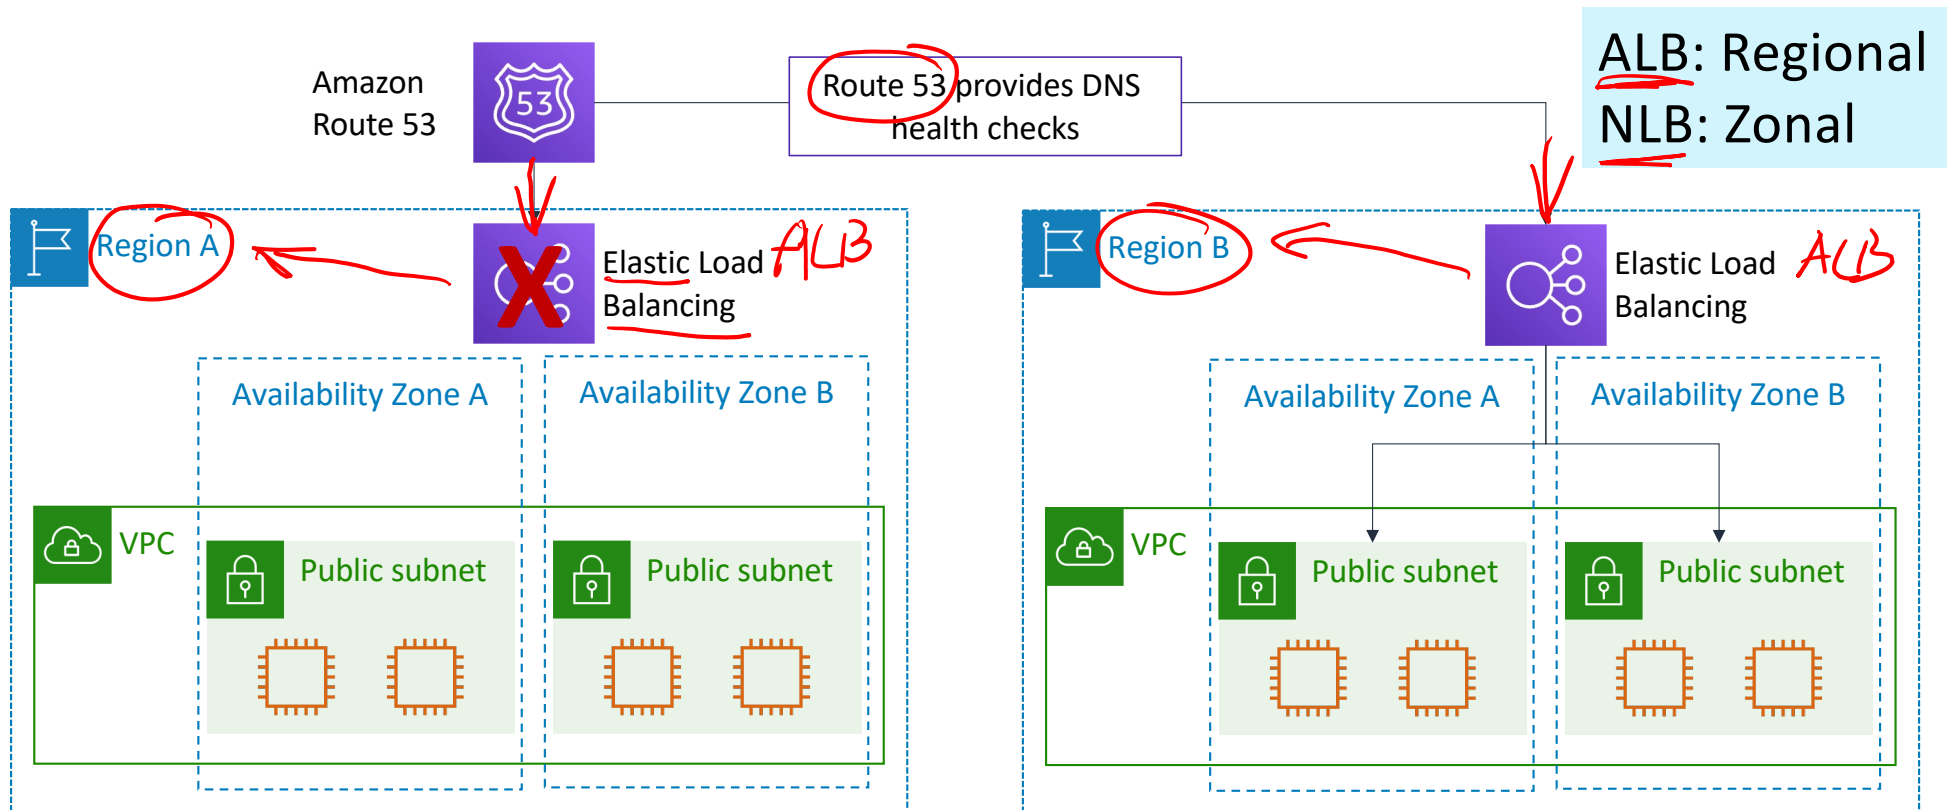 Amazon
Route 53
53
Route 53 provides DNS
health checks
ALB: Regional
NLB: Zonal
Region A
X
Elastic Load
Balancing
ALB
Availability Zone A
Availability Zone B
VPC
Public subnet
Public subnet
Region B
Elastic Load
Balancing
ALB
Availability Zone A
Availability Zone B
VPC
Public subnet
Public subnet